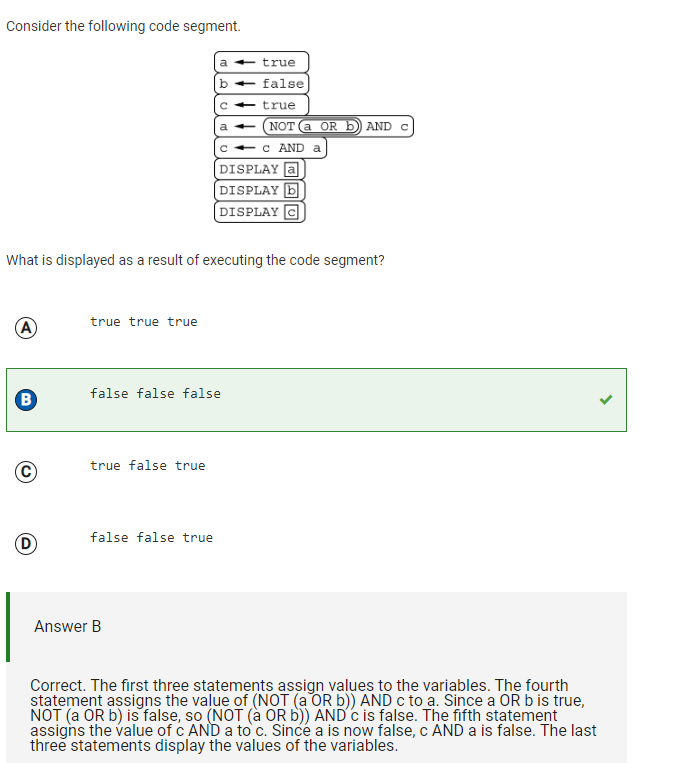 Consider the following code segment.
a ← true
b ← false
c ← true
a ← (NOT (a OR b)) AND c
c ← c AND a
DISPLAY a
DISPLAY b
DISPLAY c
What is displayed as a result of executing the code segment?
A true true true
B false false false ✓
C true false true
D false false true
Answer B
Correct. The first three statements assign values to the variables. The fourth
statement assigns the value of (NOT (a OR b)) AND c to a. Since a OR b is true,
NOT (a OR b) is false, so (NOT (a OR b)) AND c is false. The fifth statement
assigns the value of c AND a to c. Since a is now false, c AND a is false. The last
three statements display the values of the variables.